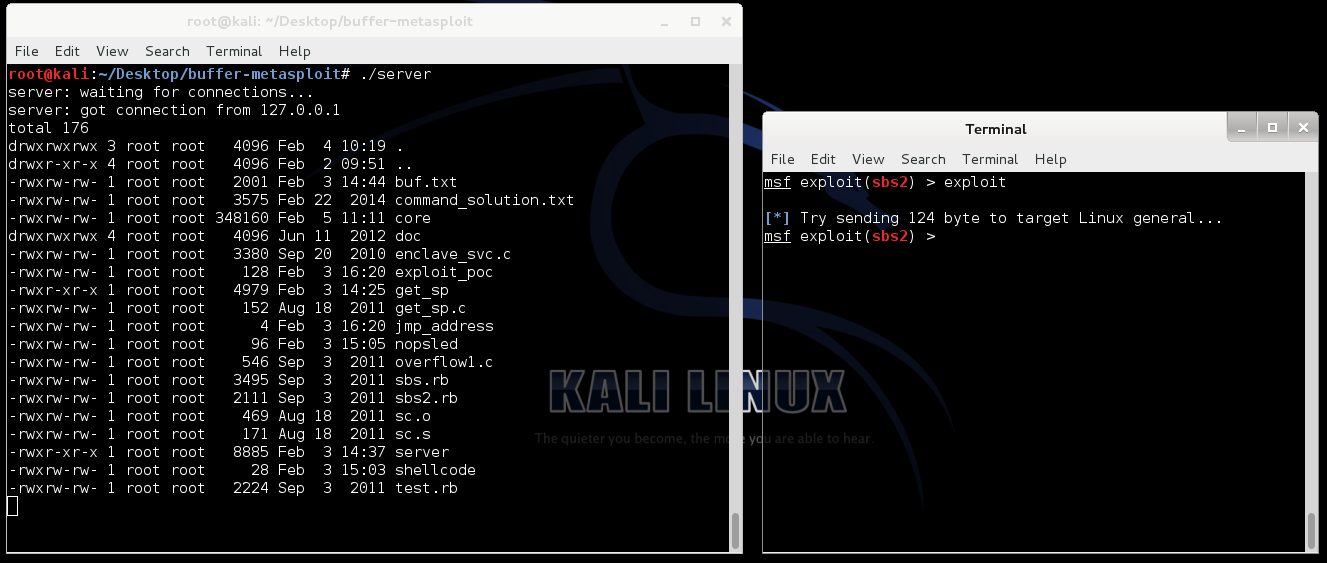 root@kali: ~/Desktop/buffer-metasploit
File Edit View Search Terminal Help
root@kali:~/Desktop/buffer-metasploit# ./server
server: waiting for connections...
server: got connection from 127.0.0.1
total 176
drwxrwxrwx 3 root root   4096 Feb  4 10:19 .
drwxr-xr-x 4 root root   4096 Feb  2 09:51 ..
-rwxrw-rw- 1 root root   2001 Feb  3 14:44 buf.txt
-rwxrw-rw- 1 root root   3575 Feb 22  2014 command_solution.txt
-rwxrw-rw- 1 root root 348160 Feb  5 11:11 core
drwxrwxrwx 4 root root   4096 Jun 11  2012 doc
-rwxrw-rw- 1 root root   3380 Sep 20  2010 enclave_svc.c
-rwxrw-rw- 1 root root    128 Feb  3 16:20 exploit_poc
-rwxr-xr-x 1 root root   4979 Feb  3 14:25 get_sp
-rwxrw-rw- 1 root root    152 Aug 18  2011 get_sp.c
-rwxrw-rw- 1 root root      4 Feb  3 16:20 jmp_address
-rwxrw-rw- 1 root root     96 Feb  3 15:05 nopsled
-rwxrw-rw- 1 root root    546 Sep  3  2011 overflow1.c
-rwxrw-rw- 1 root root   3495 Sep  3  2011 sbs.rb
-rwxrw-rw- 1 root root   2111 Sep  3  2011 sbs2.rb
-rwxrw-rw- 1 root root    469 Aug 18  2011 sc.o
-rwxrw-rw- 1 root root    171 Aug 18  2011 sc.s
-rwxr-xr-x 1 root root   8885 Feb  3 14:37 server
-rwxrw-rw- 1 root root     28 Feb  3 15:03 shellcode
-rwxrw-rw- 1 root root   2224 Sep  3  2011 test.rb
KALI LINUX
The quieter you become, the more you are able to hear.
Terminal
File Edit View Search Terminal Help
msf exploit(sbs2) > exploit
[*] Try sending 124 byte to target Linux general...
msf exploit(sbs2) >